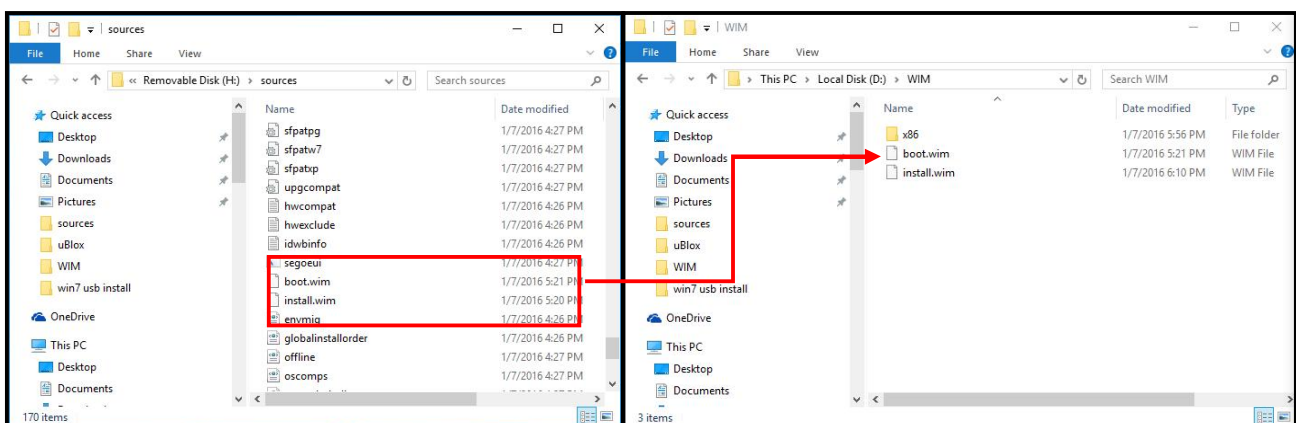 sources
File Home Share View
« Removable Disk (H:) > sources
Search sources
Quick access
Desktop
Downloads
Documents
Pictures
sources
uBlox
WIM
win7 usb install
OneDrive
This PC
Desktop
Documents
Name Date modified
sfpatpg 1/7/2016 4:27 PM
sfpatw7 1/7/2016 4:27 PM
sfpatxp 1/7/2016 4:27 PM
upgcompat 1/7/2016 4:27 PM
hwcompat 1/7/2016 4:26 PM
hwexclude 1/7/2016 4:26 PM
idwbinfo 1/7/2016 4:26 PM
segoeui 1/7/2016 4:27 PM
boot.wim 1/7/2016 5:21 PM
install.wim 1/7/2016 5:20 PM
envmig 1/7/2016 4:26 PM
globalinstallorder 1/7/2016 4:26 PM
offline 1/7/2016 4:27 PM
oscomps 1/7/2016 4:27 PM
170 items
WIM
File Home Share View
> This PC > Local Disk (D:) > WIM
Search WIM
Quick access
Desktop
Downloads
Documents
Pictures
sources
uBlox
WIM
win7 usb install
OneDrive
This PC
Desktop
Documents
Name Date modified Type
x86 1/7/2016 5:56 PM File folder
boot.wim 1/7/2016 5:21 PM WIM File
install.wim 1/7/2016 6:10 PM WIM File
3 items